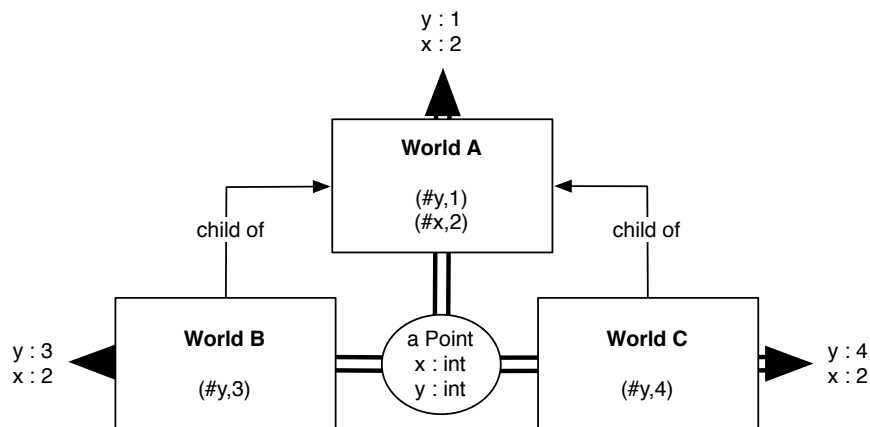 y : 1
x : 2
World A
(#y,1)
(#x,2)
child of
child of
World B
(#y,3)
a Point
x : int
y : int
World C
(#y,4)
y : 3
x : 2
y : 4
x : 2